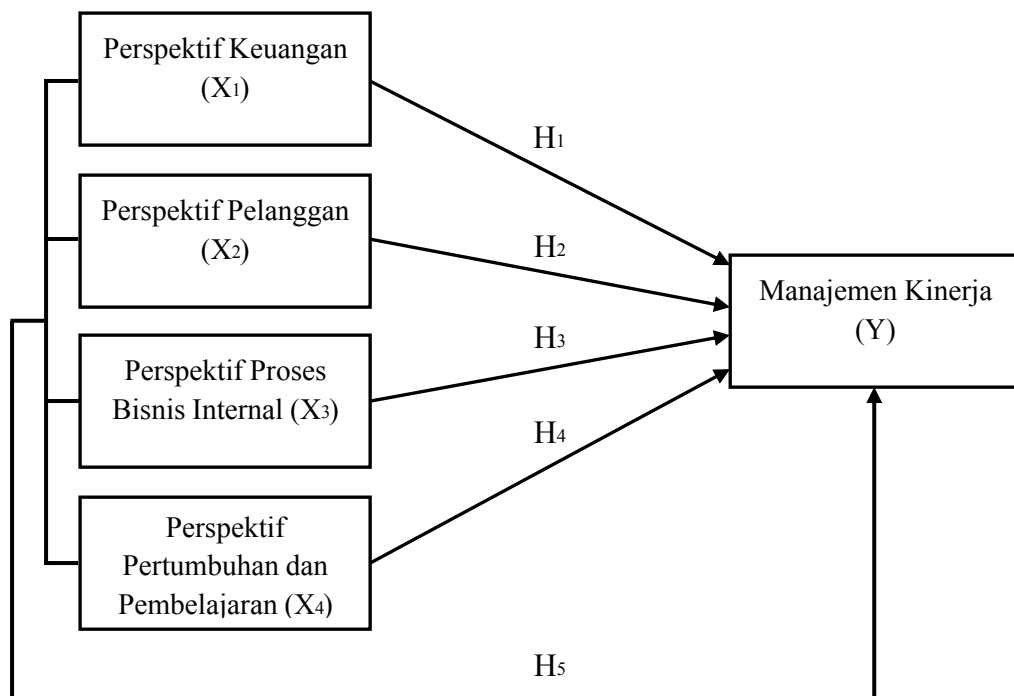 Perspektif Keuangan
(X1)
H1
Perspektif Pelanggan
(X2)
H2
Manajemen Kinerja
(Y)
H3
Perspektif Proses
Bisnis Internal (X3)
H4
Perspektif
Pertumbuhan dan
Pembelajaran (X4)
H5